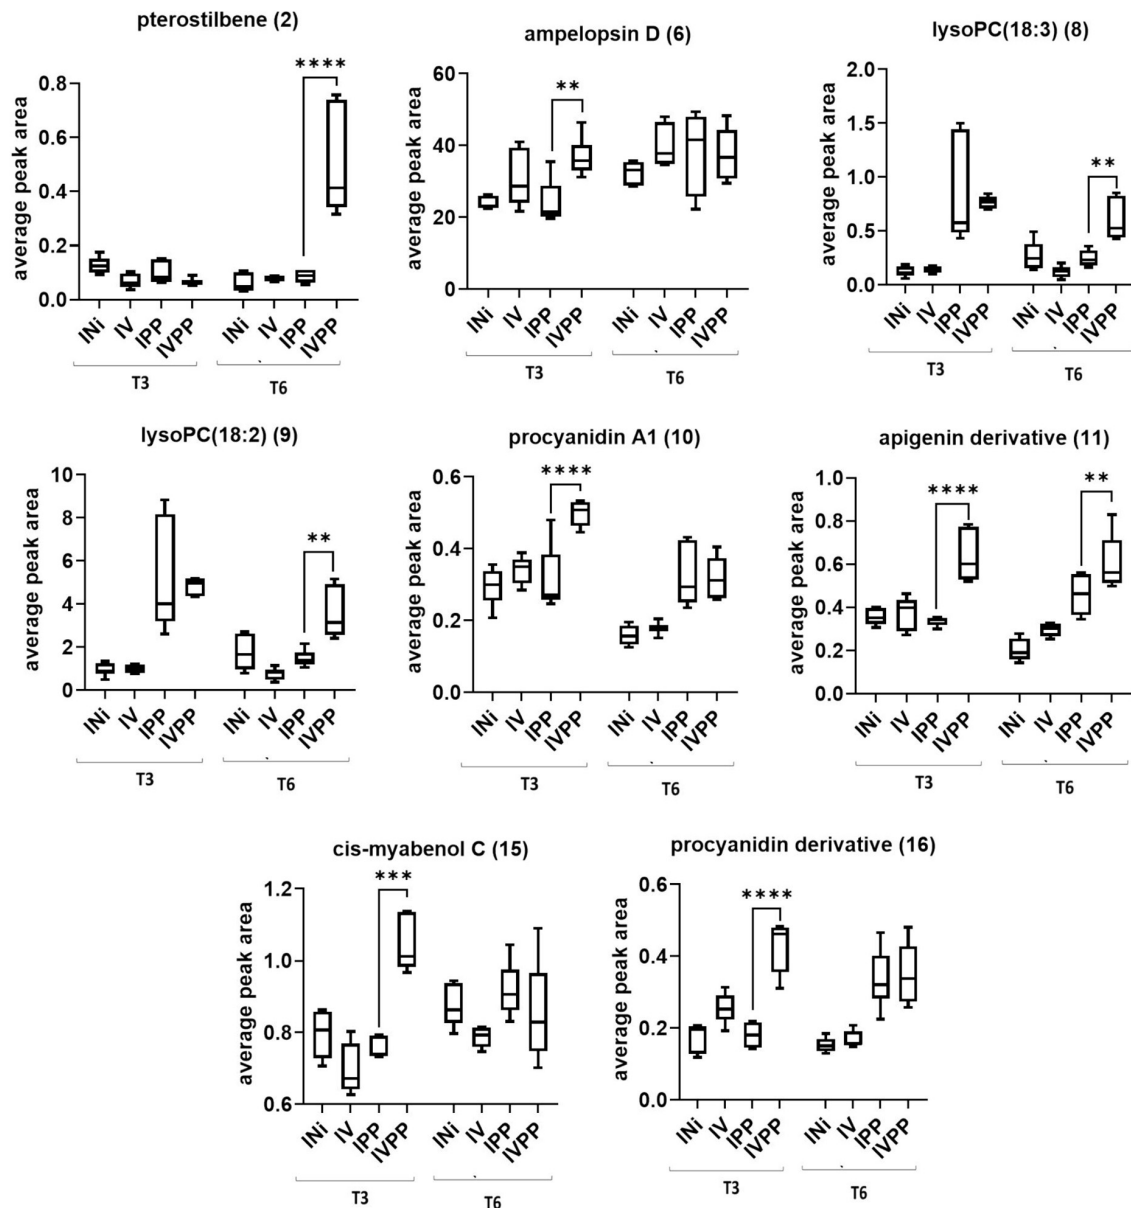 pterostilbene (2)
average peak area
0.8
0.6
0.4
0.2
0.0
****
INi IV IPP IVPP INi IV IPP IVPP
T3 T6
ampelopsin D (6)
average peak area
60
40
20
0
**
INi IV IPP IVPP INi IV IPP IVPP
T3 T6
lysoPC(18:3) (8)
average peak area
2.0
1.5
1.0
0.5
0.0
**
INi IV IPP IVPP INi IV IPP IVPP
T3 T6
lysoPC(18:2) (9)
average peak area
10
8
6
4
2
0
**
INi IV IPP IVPP INi IV IPP IVPP
T3 T6
procyanidin A1 (10)
average peak area
0.6
0.4
0.2
0.0
****
INi IV IPP IVPP INi IV IPP IVPP
T3 T6
apigenin derivative (11)
average peak area
1.0
0.8
0.6
0.4
0.2
0.0
**** **
INi IV IPP IVPP INi IV IPP IVPP
T3 T6
cis-myabenol C (15)
average peak area
1.2
1.0
0.8
0.6
***
INi IV IPP IVPP INi IV IPP IVPP
T3 T6
procyanidin derivative (16)
average peak area
0.6
0.4
0.2
0.0
****
INi IV IPP IVPP INi IV IPP IVPP
T3 T6